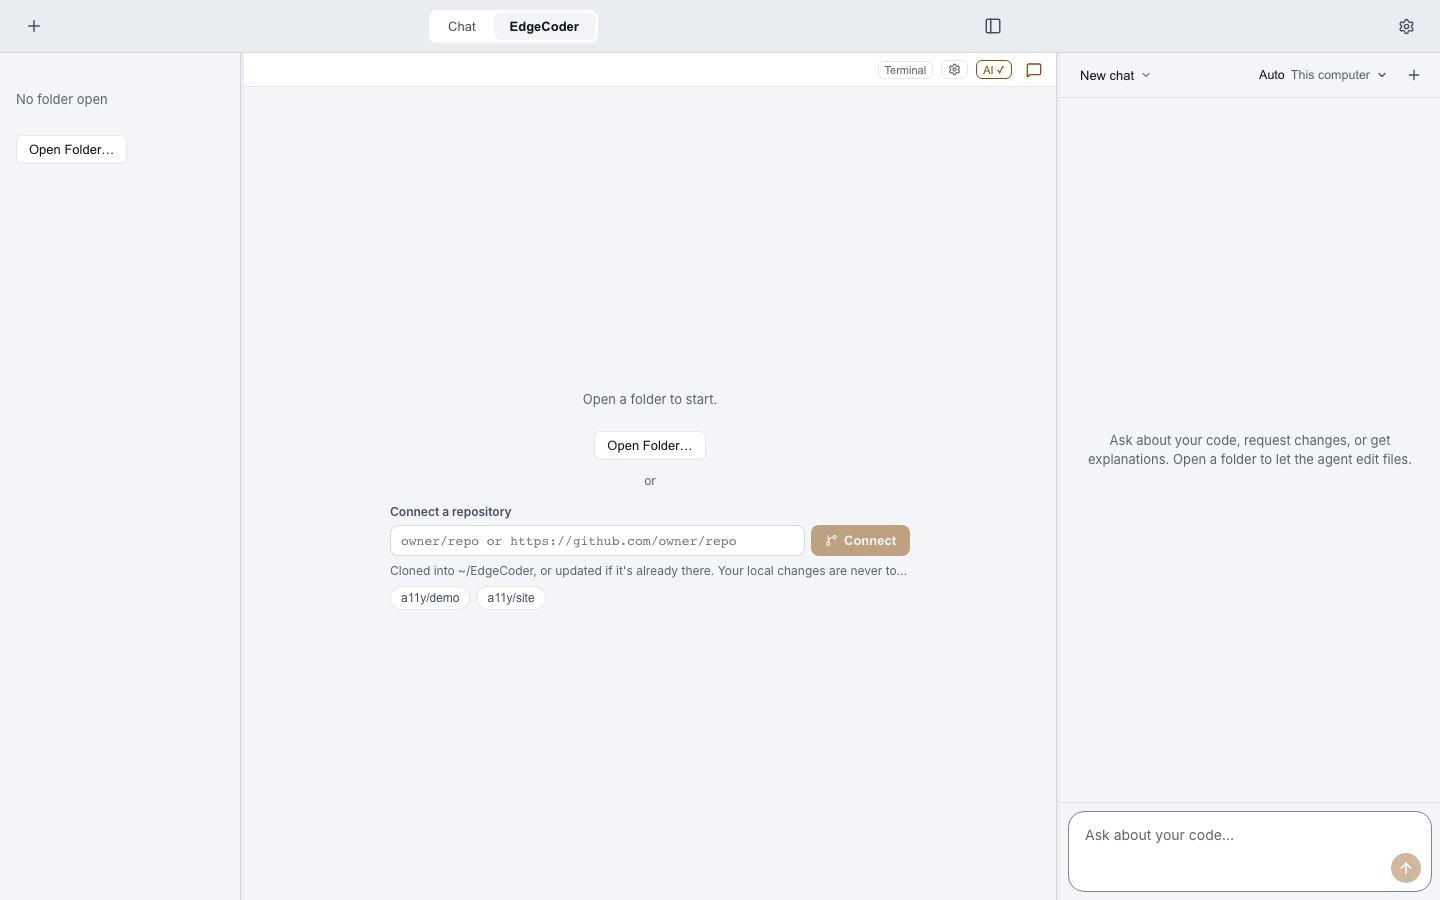 Chat
EdgeCoder
No folder open
Open Folder...
Terminal
AI ✓
Open a folder to start.
Open Folder...
or
Connect a repository
owner/repo or https://github.com/owner/repo
Connect
Cloned into ~/EdgeCoder, or updated if it's already there. Your local changes are never to...
a11y/demo
a11y/site
New chat
Auto This computer
Ask about your code, request changes, or get
explanations. Open a folder to let the agent edit files.
Ask about your code...